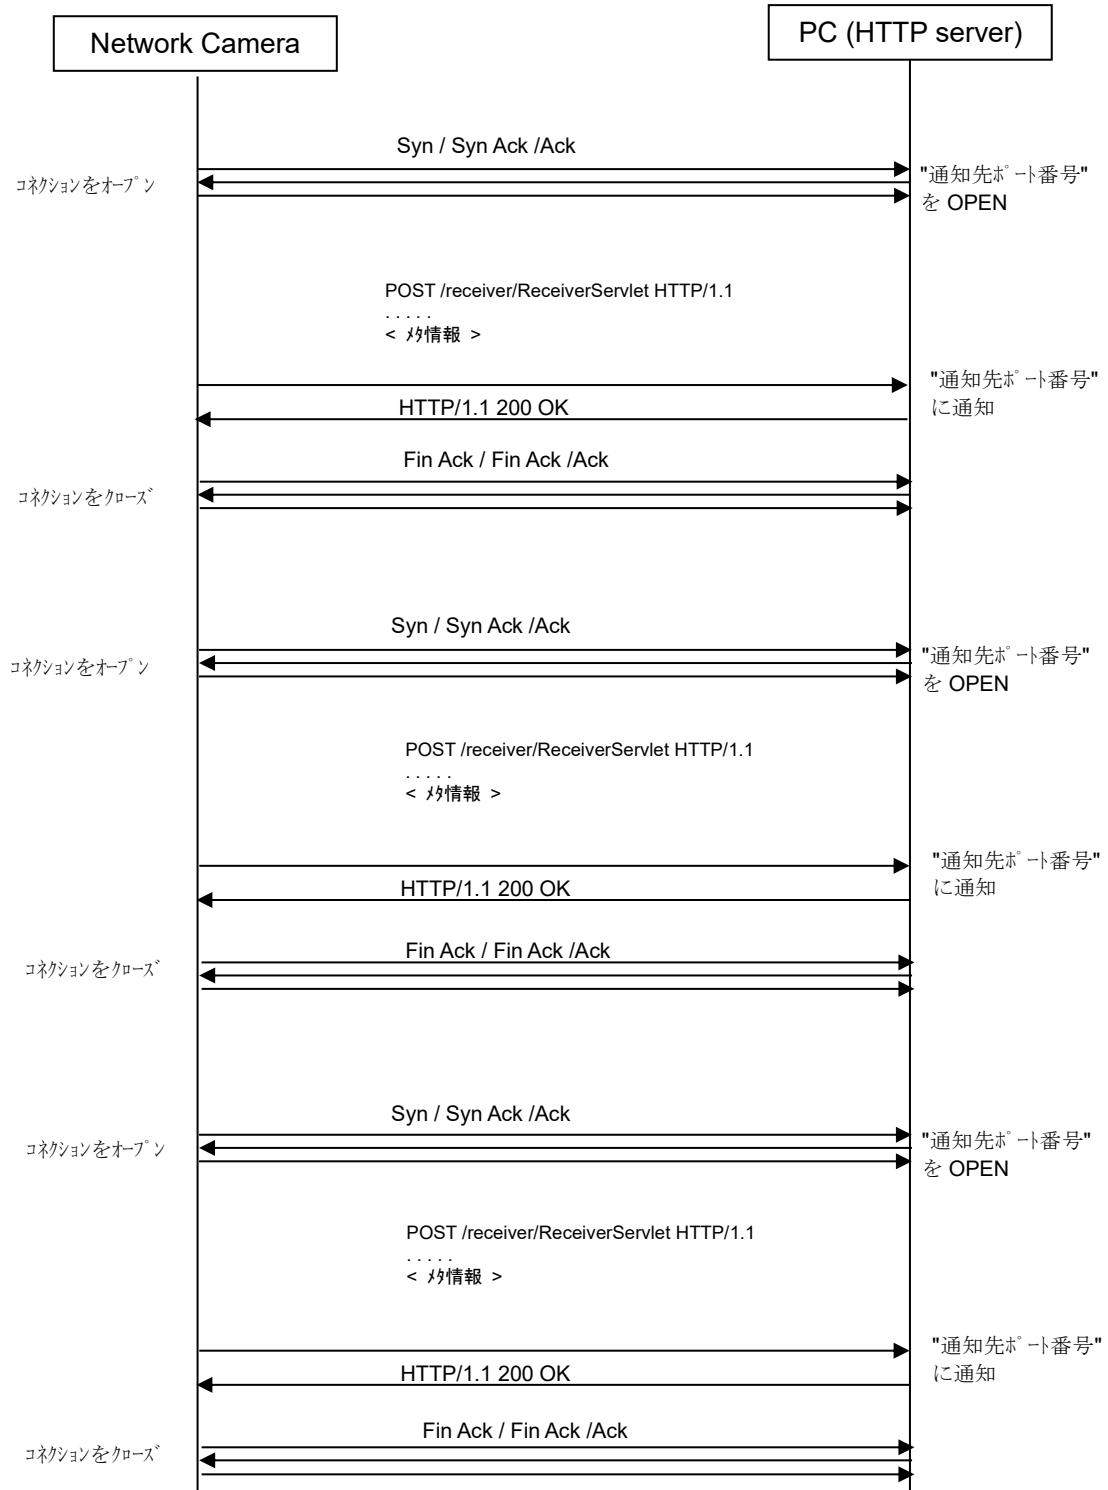 Network Camera
PC (HTTP server)
Syn / Syn Ack /Ack
ｺﾈｸｼｮﾝをｵｰﾌﾟﾝ
"通知先ﾎﾟｰﾄ番号"
を OPEN
POST /receiver/ReceiverServlet HTTP/1.1
. . . . .
< ﾒﾀ情報 >
"通知先ﾎﾟｰﾄ番号"
に通知
HTTP/1.1 200 OK
Fin Ack / Fin Ack /Ack
ｺﾈｸｼｮﾝをｸﾛｰｽﾞ
Syn / Syn Ack /Ack
ｺﾈｸｼｮﾝをｵｰﾌﾟﾝ
"通知先ﾎﾟｰﾄ番号"
を OPEN
POST /receiver/ReceiverServlet HTTP/1.1
. . . . .
< ﾒﾀ情報 >
"通知先ﾎﾟｰﾄ番号"
に通知
HTTP/1.1 200 OK
Fin Ack / Fin Ack /Ack
ｺﾈｸｼｮﾝをｸﾛｰｽﾞ
Syn / Syn Ack /Ack
ｺﾈｸｼｮﾝをｵｰﾌﾟﾝ
"通知先ﾎﾟｰﾄ番号"
を OPEN
POST /receiver/ReceiverServlet HTTP/1.1
. . . . .
< ﾒﾀ情報 >
"通知先ﾎﾟｰﾄ番号"
に通知
HTTP/1.1 200 OK
Fin Ack / Fin Ack /Ack
ｺﾈｸｼｮﾝをｸﾛｰｽﾞ